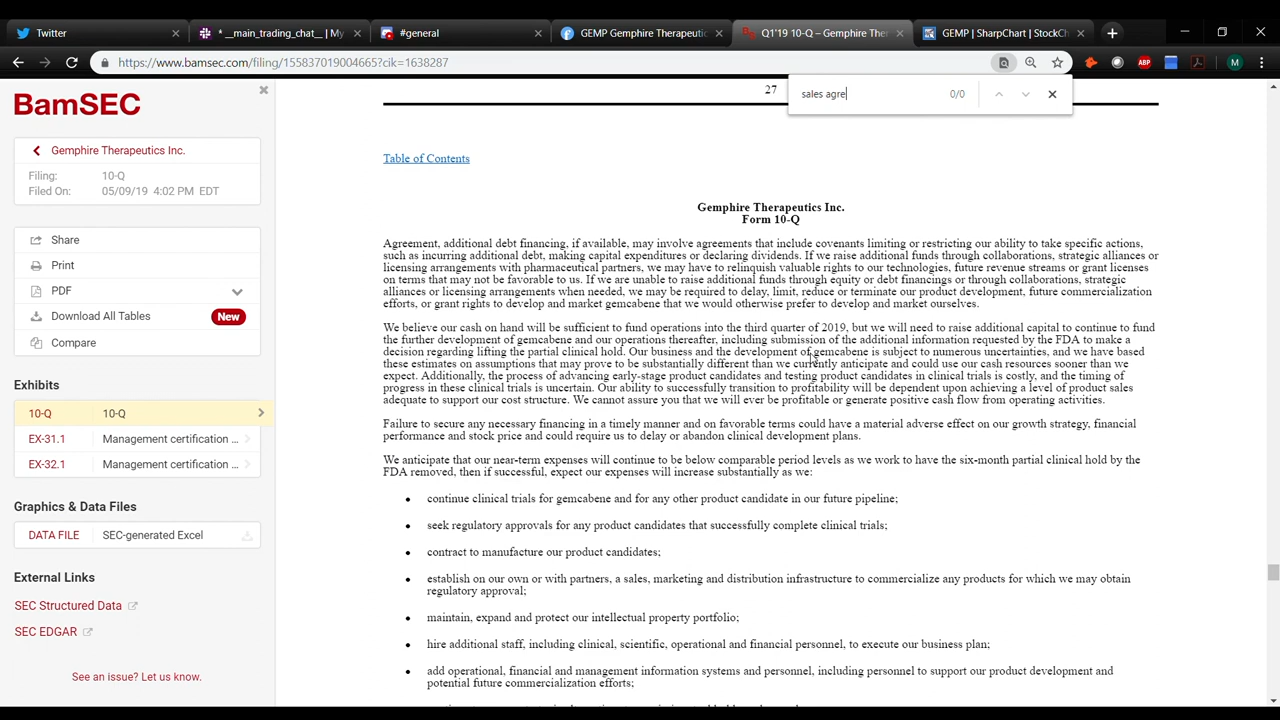 Twitter
* __main_trading_chat__ | My
#general
GEMP Gemphire Therapeutic
Q1'19 10-Q – Gemphire Ther
GEMP | SharpChart | StockCh
https://www.bamsec.com/filing/155837019004665?cik=1638287
ABP
M
sales agre
0/0
BamSEC
Gemphire Therapeutics Inc.
Filing: 10-Q
Filed On: 05/09/19 4:02 PM EDT
Share
Print
PDF
Download All Tables New
Compare
Exhibits
10-Q 10-Q
EX-31.1 Management certification ...
EX-32.1 Management certification ...
Graphics & Data Files
DATA FILE SEC-generated Excel
External Links
SEC Structured Data
SEC EDGAR
See an issue? Let us know.
27
Table of Contents
Gemphire Therapeutics Inc.
Form 10-Q
Agreement, additional debt financing, if available, may involve agreements that include covenants limiting or restricting our ability to take specific actions,
such as incurring additional debt, making capital expenditures or declaring dividends. If we raise additional funds through collaborations, strategic alliances or
licensing arrangements with pharmaceutical partners, we may have to relinquish valuable rights to our technologies, future revenue streams or grant licenses
on terms that may not be favorable to us. If we are unable to raise additional funds through equity or debt financings or through collaborations, strategic
alliances or licensing arrangements when needed, we may be required to delay, limit, reduce or terminate our product development, future commercialization
efforts, or grant rights to develop and market gemcabene that we would otherwise prefer to develop and market ourselves.
We believe our cash on hand will be sufficient to fund operations into the third quarter of 2019, but we will need to raise additional capital to continue to fund
the further development of gemcabene and our operations thereafter, including submission of the additional information requested by the FDA to make a
decision regarding lifting the partial clinical hold. Our business and the development of gemcabene is subject to numerous uncertainties, and we have based
these estimates on assumptions that may prove to be substantially different than we currently anticipate and could use our cash resources sooner than we
expect. Additionally, the process of advancing early-stage product candidates and testing product candidates in clinical trials is costly, and the timing of
progress in these clinical trials is uncertain. Our ability to successfully transition to profitability will be dependent upon achieving a level of product sales
adequate to support our cost structure. We cannot assure you that we will ever be profitable or generate positive cash flow from operating activities.
Failure to secure any necessary financing in a timely manner and on favorable terms could have a material adverse effect on our growth strategy, financial
performance and stock price and could require us to delay or abandon clinical development plans.
We anticipate that our near-term expenses will continue to be below comparable period levels as we work to have the six-month partial clinical hold by the
FDA removed, then if successful, expect our expenses will increase substantially as we:
• continue clinical trials for gemcabene and for any other product candidate in our future pipeline;
• seek regulatory approvals for any product candidates that successfully complete clinical trials;
• contract to manufacture our product candidates;
• establish on our own or with partners, a sales, marketing and distribution infrastructure to commercialize any products for which we may obtain
regulatory approval;
• maintain, expand and protect our intellectual property portfolio;
• hire additional staff, including clinical, scientific, operational and financial personnel, to execute our business plan;
• add operational, financial and management information systems and personnel, including personnel to support our product development and
potential future commercialization efforts;